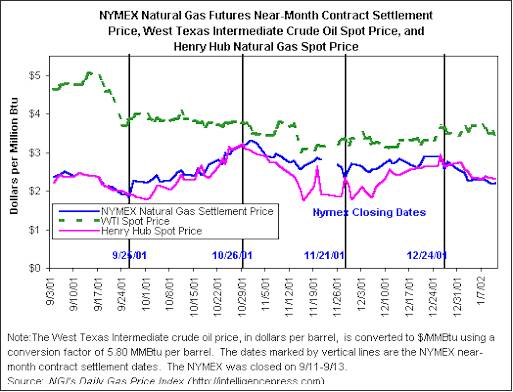 NYMEX Natural Gas Futures Near-Month Contract Settlement
Price, West Texas Intermediate Crude Oil Spot Price, and
Henry Hub Natural Gas Spot Price
Dollars per Million Btu
$5
$4
$3
$2
$1
$0
NYMEX Natural Gas Settlement Price
WTI Spot Price
Henry Hub Spot Price
Nymex Closing Dates
9/25/01
10/26/01
11/21/01
12/24/01
9/3/01
9/10/01
9/17/01
9/24/01
10/1/01
10/8/01
10/15/01
10/22/01
10/29/01
11/5/01
11/12/01
11/19/01
11/26/01
12/3/01
12/10/01
12/17/01
12/24/01
12/31/01
1/7/02
Note:The West Texas Intermediate crude oil price, in dollars per barrel, is converted to $/MMBtu using a
conversion factor of 5.80 MMBtu per barrel. The dates marked by vertical lines are the NYMEX near-
month contract settlement dates. The NYMEX was closed on 9/11-9/13.
Source: NGI's Daily Gas Price Index (http://intelligencepress.com)